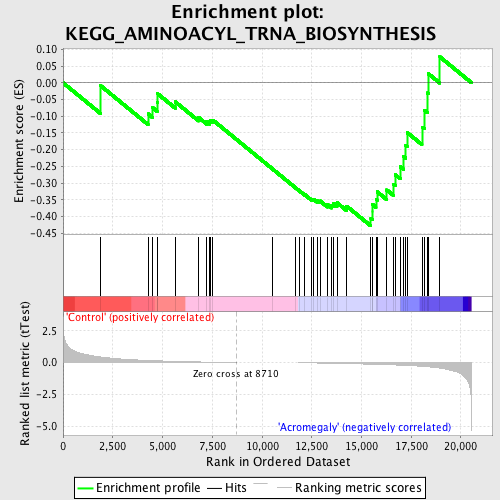 Enrichment plot:
KEGG_AMINOACYL_TRNA_BIOSYNTHESIS
Enrichment score (ES)
0.10
0.05
0.00
-0.05
-0.10
-0.15
-0.20
-0.25
-0.30
-0.35
-0.40
-0.45
'Control' (positively correlated)
Ranked list metric (tTest)
2.5
0.0
-2.5
-5.0
Zero cross at 8710
'Acromegaly' (negatively correlated)
0 2,500 5,000 7,500 10,000 12,500 15,000 17,500 20,000
Rank in Ordered Dataset
Enrichment profile Hits Ranking metric scores